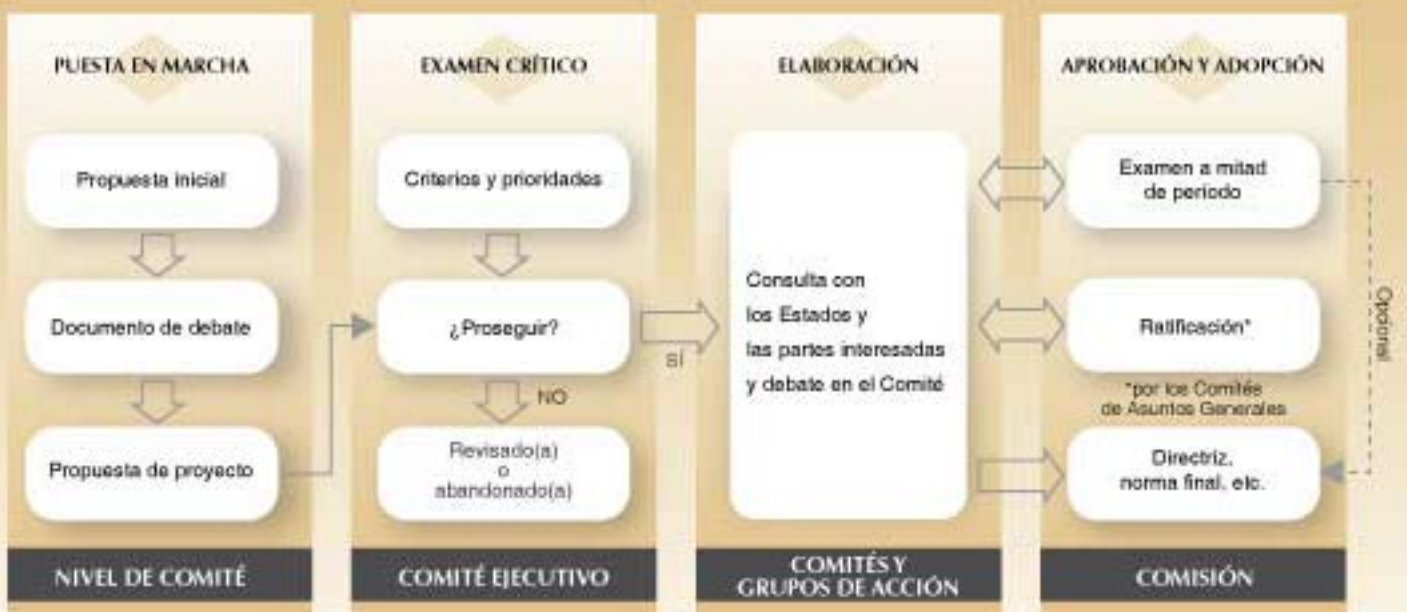 PUESTA EN MARCHA
Propuesta inicial
Documento de debate
Propuesta de proyecto
NIVEL DE COMITÉ
EXAMEN CRÍTICO
Criterios y prioridades
¿Proseguir?
SÍ
NO
Revisado(a)
o
abandonado(a)
COMITÉ EJECUTIVO
ELABORACIÓN
Consulta con
los Estados y
las partes interesadas
y debate en el Comité
COMITÉS Y
GRUPOS DE ACCIÓN
APROBACIÓN Y ADOPCIÓN
Examen a mitad
de período
Ratificación*
*por los Comités
de Asuntos Generales
Directriz,
norma final, etc.
Opcional
COMISIÓN